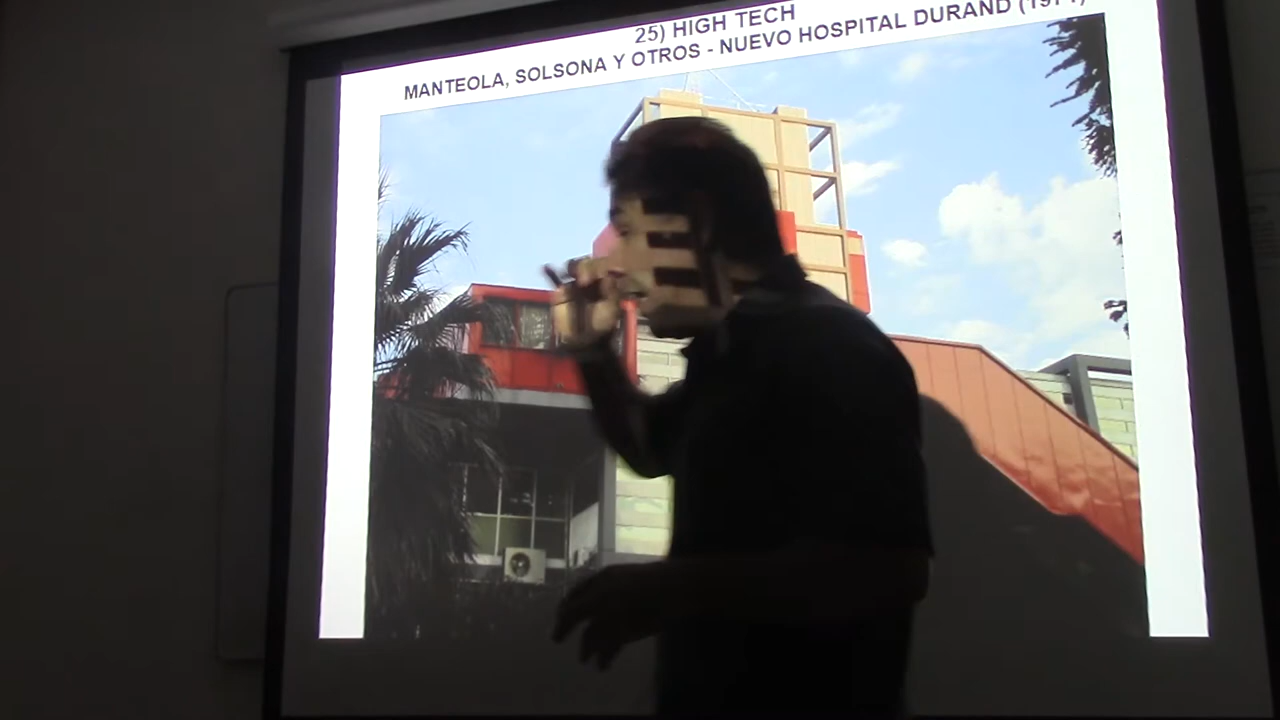 25) HIGH TECH
MANTEOLA, SOLSONA Y OTROS - NUEVO HOSPITAL DURAND